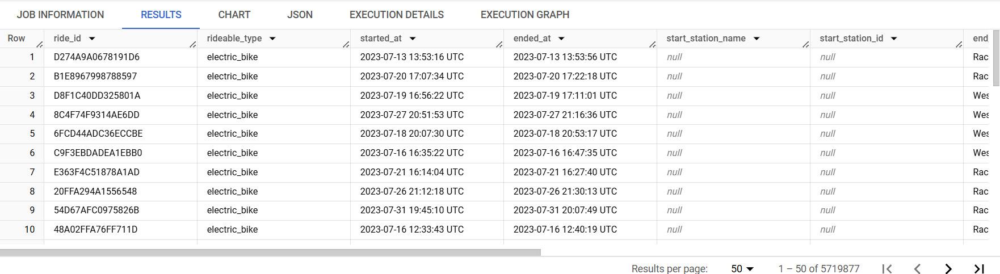 JOB INFORMATION RESULTS CHART JSON EXECUTION DETAILS EXECUTION GRAPH
Row ride_id rideable_type started_at ended_at start_station_name start_station_id end_
1 D274A9A0678191D6 electric_bike 2023-07-13 13:53:16 UTC 2023-07-13 13:53:56 UTC null null Rac
2 B1E8967998788597 electric_bike 2023-07-20 17:07:34 UTC 2023-07-20 17:22:18 UTC null null Rac
3 D8F1C40DD325801A electric_bike 2023-07-19 16:56:22 UTC 2023-07-19 17:11:01 UTC null null Wes
4 8C4F74F9314AE6DD electric_bike 2023-07-27 20:51:53 UTC 2023-07-27 21:16:36 UTC null null Wes
5 6FCD44ADC36ECCBE electric_bike 2023-07-18 20:07:30 UTC 2023-07-18 20:53:17 UTC null null Wes
6 C9F3EBDADEA1EBB0 electric_bike 2023-07-16 16:35:22 UTC 2023-07-16 16:47:35 UTC null null Wes
7 E363F4C51878A1AD electric_bike 2023-07-21 16:14:04 UTC 2023-07-21 16:27:40 UTC null null Rac
8 20FFA294A1556548 electric_bike 2023-07-26 21:12:18 UTC 2023-07-26 21:30:13 UTC null null Rac
9 54D67AFC0975826B electric_bike 2023-07-31 19:45:10 UTC 2023-07-31 20:07:49 UTC null null Rac
10 48A02FFA76FF711D electric_bike 2023-07-16 12:33:43 UTC 2023-07-16 12:40:19 UTC null null Rac
Results per page: 50 1 – 50 of 5719877